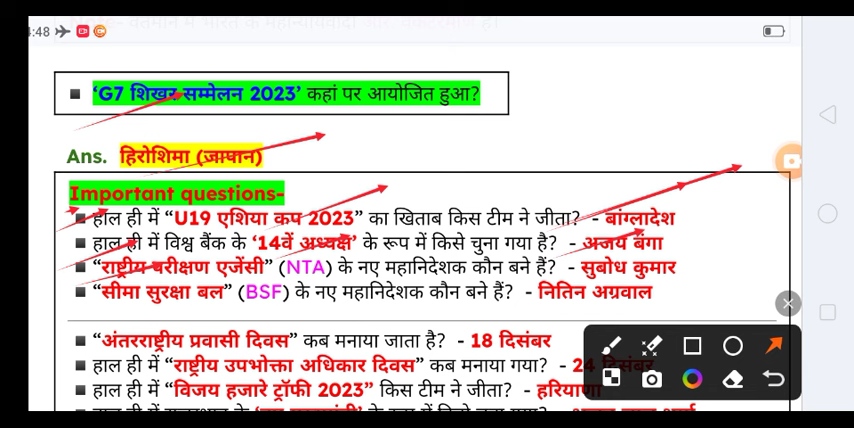 :48
■ ‘G7 शिखर सम्मेलन 2023’ कहां पर आयोजित हुआ?
Ans. हिरोशिमा (जापान)
Important questions-
■ हाल ही में “U19 एशिया कप 2023” का खिताब किस टीम ने जीता? - बांग्लादेश
■ हाल ही में विश्व बैंक के ‘14वें अध्यक्ष’ के रूप में किसे चुना गया है? - अजय बंगा
■ “राष्ट्रीय परीक्षण एजेंसी” (NTA) के नए महानिदेशक कौन बने हैं? - सुबोध कुमार
■ “सीमा सुरक्षा बल” (BSF) के नए महानिदेशक कौन बने हैं? - नितिन अग्रवाल
■ “अंतरराष्ट्रीय प्रवासी दिवस” कब मनाया जाता है? - 18 दिसंबर
■ हाल ही में “राष्ट्रीय उपभोक्ता अधिकार दिवस” कब मनाया गया? - 24 दिसंबर
■ हाल ही में “विजय हजारे ट्रॉफी 2023” किस टीम ने जीता? - हरियाणा